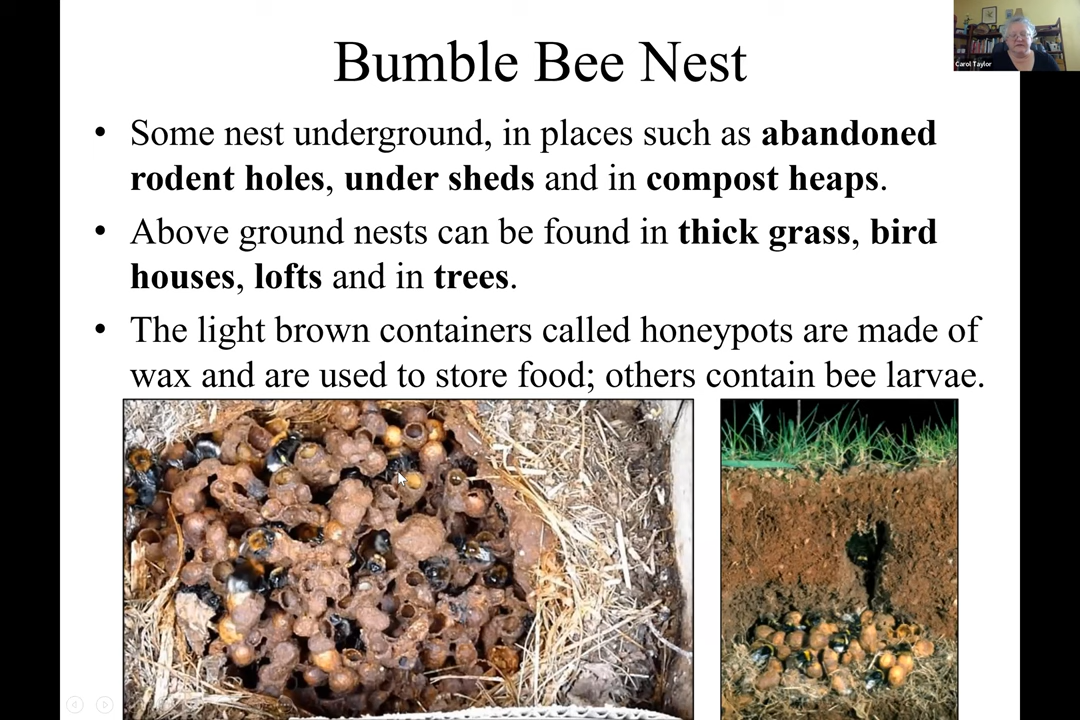 Bumble Bee Nest
Carol Taylor
• Some nest underground, in places such as abandoned
rodent holes, under sheds and in compost heaps.
• Above ground nests can be found in thick grass, bird
houses, lofts and in trees.
• The light brown containers called honeypots are made of
wax and are used to store food; others contain bee larvae.